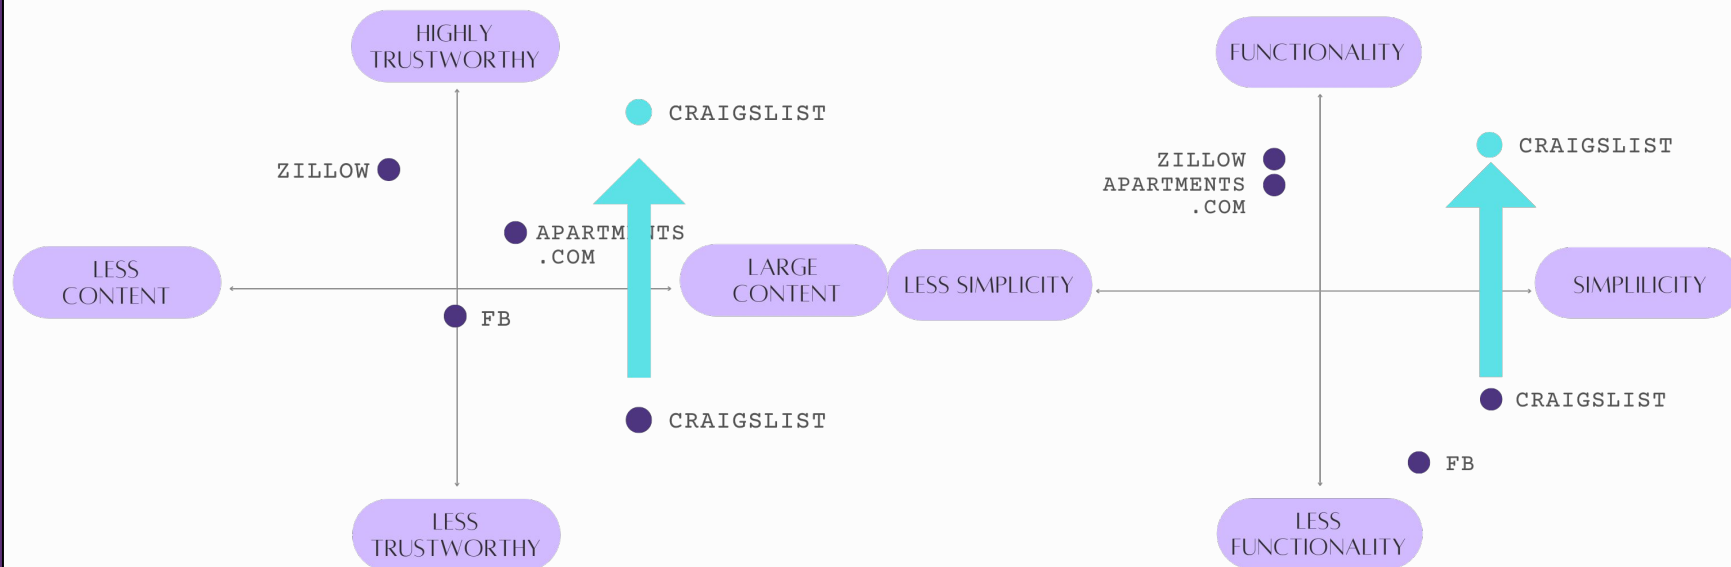 HIGHLY
TRUSTWORTHY
CRAIGSLIST
ZILLOW
APARTMENTS
.COM
LESS
CONTENT
LARGE
CONTENT
FB
CRAIGSLIST
LESS
TRUSTWORTHY
FUNCTIONALITY
CRAIGSLIST
ZILLOW
APARTMENTS
.COM
LESS SIMPLICITY
SIMPLILICITY
CRAIGSLIST
FB
LESS
FUNCTIONALITY